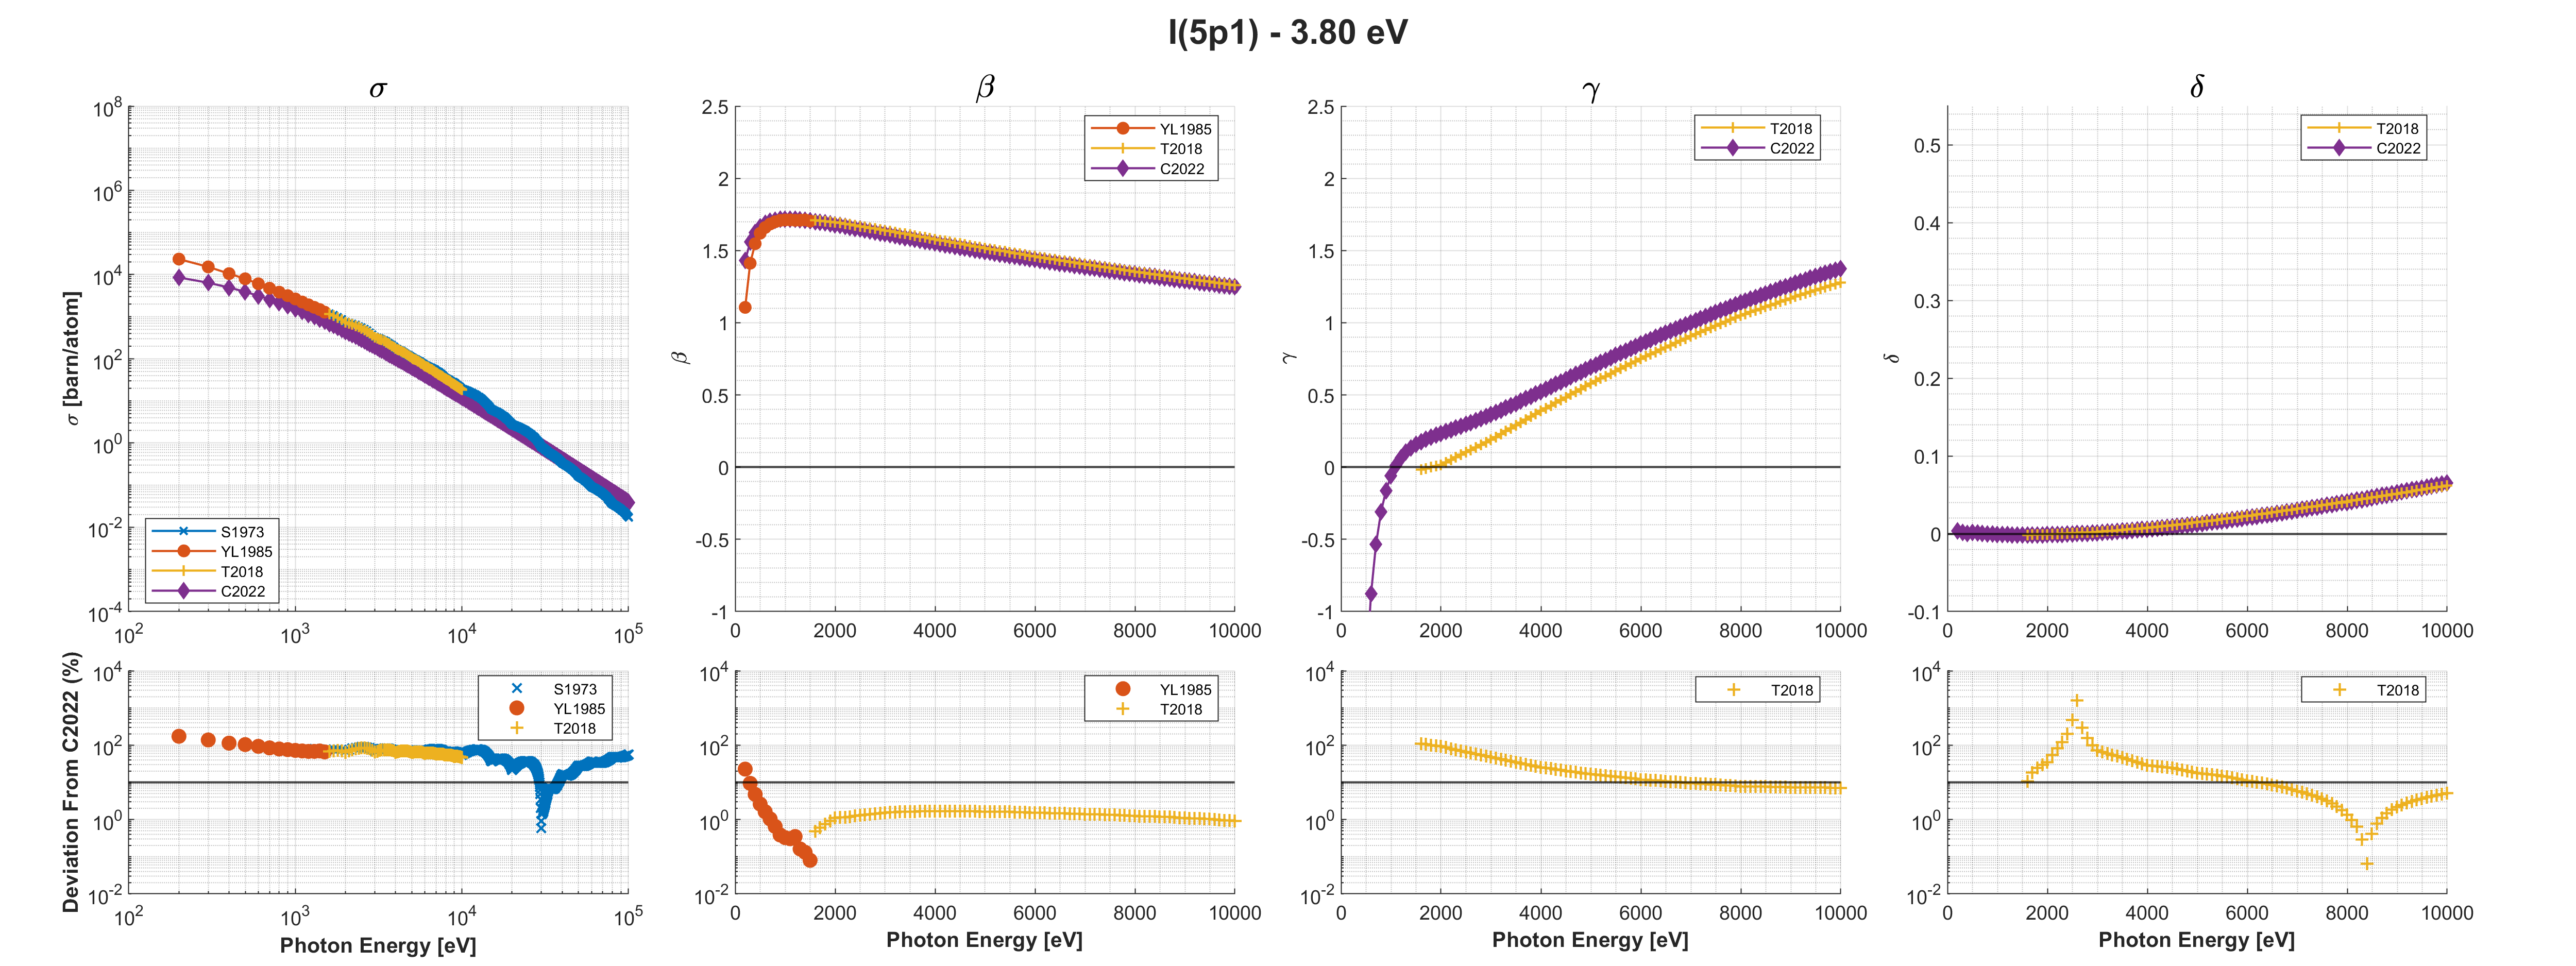 I(5p1) - 3.80 eV
σ
10^8
10^6
10^4
10^2
10^0
10^-2
10^-4
10^2
10^3
10^4
10^5
σ [barn/atom]
S1973
YL1985
T2018
C2022
β
2.5
2
1.5
1
0.5
0
-0.5
-1
0
2000
4000
6000
8000
10000
β
YL1985
T2018
C2022
γ
2.5
2
1.5
1
0.5
0
-0.5
-1
0
2000
4000
6000
8000
10000
γ
T2018
C2022
δ
0.5
0.4
0.3
0.2
0.1
0
-0.1
0
2000
4000
6000
8000
10000
δ
T2018
C2022
Deviation From C2022 (%)
10^4
10^2
10^0
10^-2
10^2
10^3
10^4
10^5
Photon Energy [eV]
S1973
YL1985
T2018
10^4
10^2
10^0
10^-2
0
2000
4000
6000
8000
10000
Photon Energy [eV]
YL1985
T2018
10^4
10^2
10^0
10^-2
0
2000
4000
6000
8000
10000
Photon Energy [eV]
T2018
10^4
10^2
10^0
10^-2
0
2000
4000
6000
8000
10000
Photon Energy [eV]
T2018